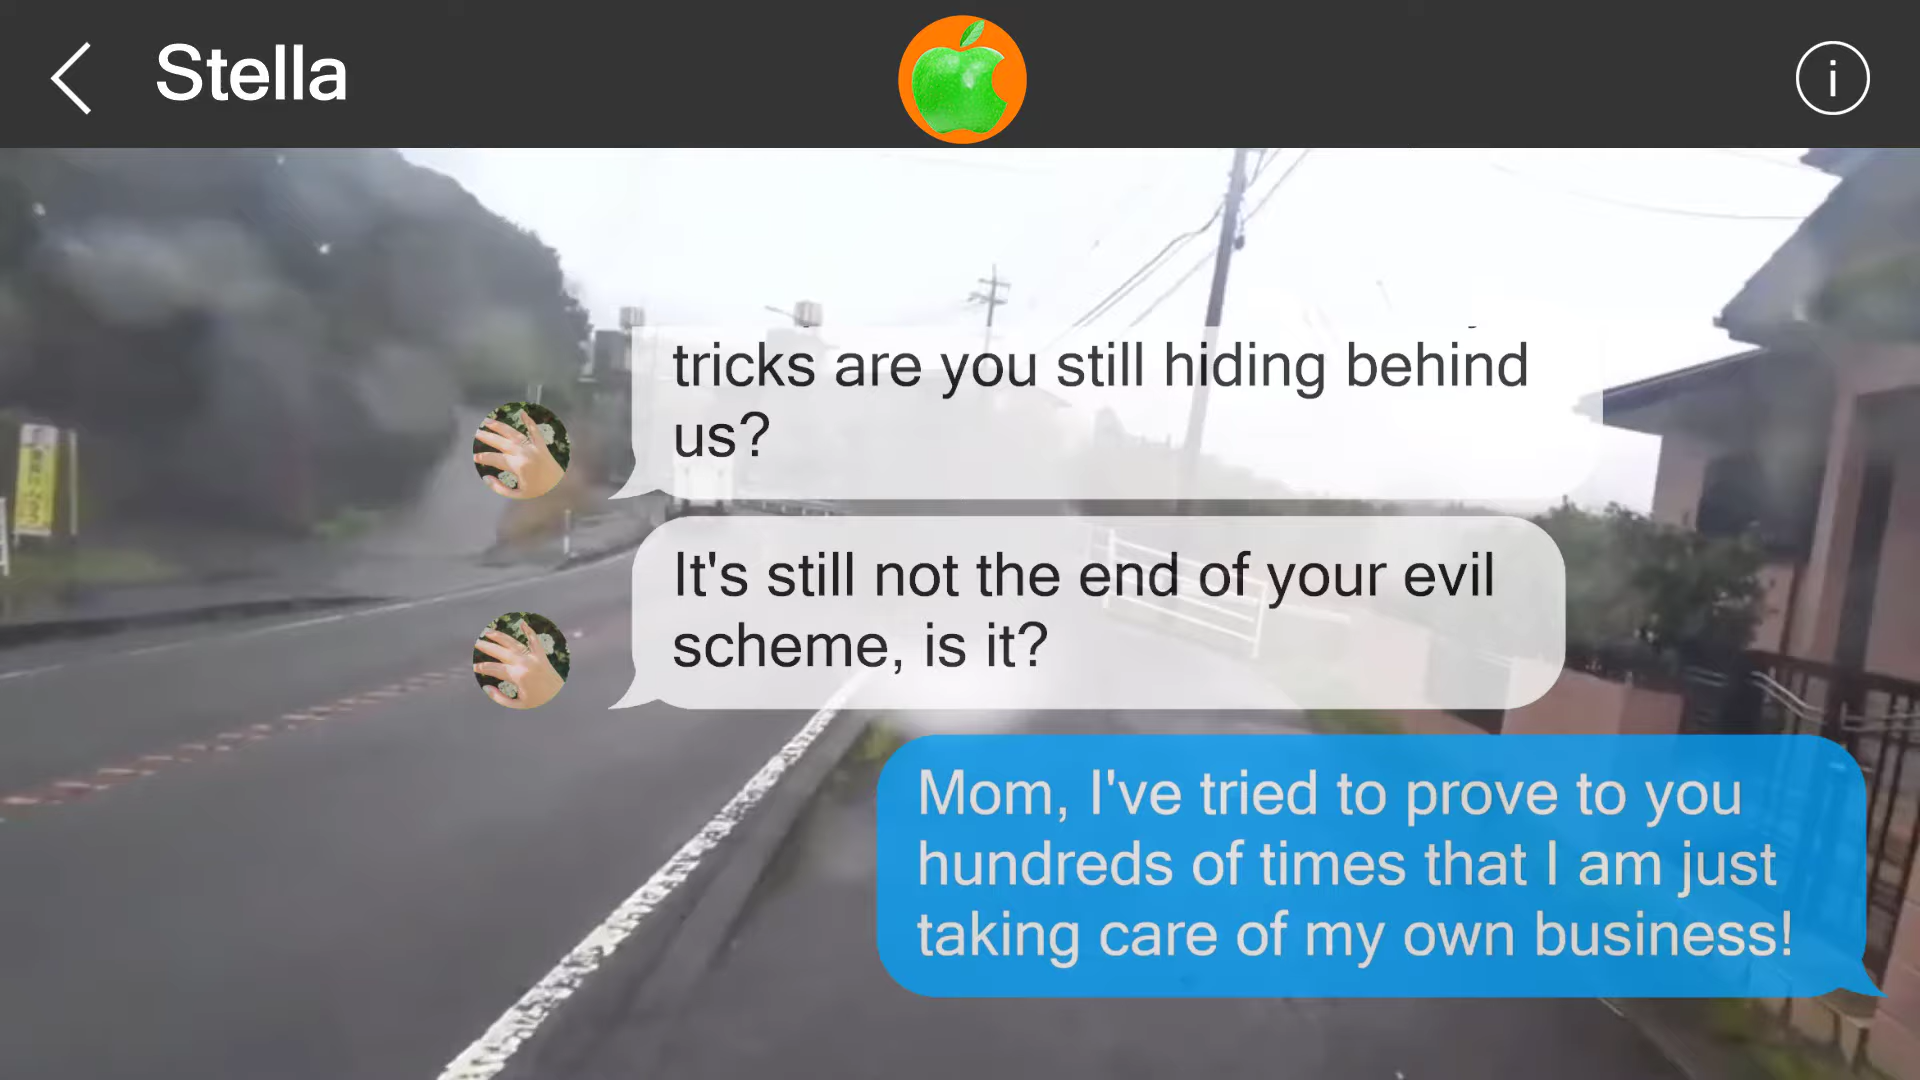 Stella
tricks are you still hiding behind
us?
It's still not the end of your evil
scheme, is it?
Mom, I've tried to prove to you
hundreds of times that I am just
taking care of my own business!